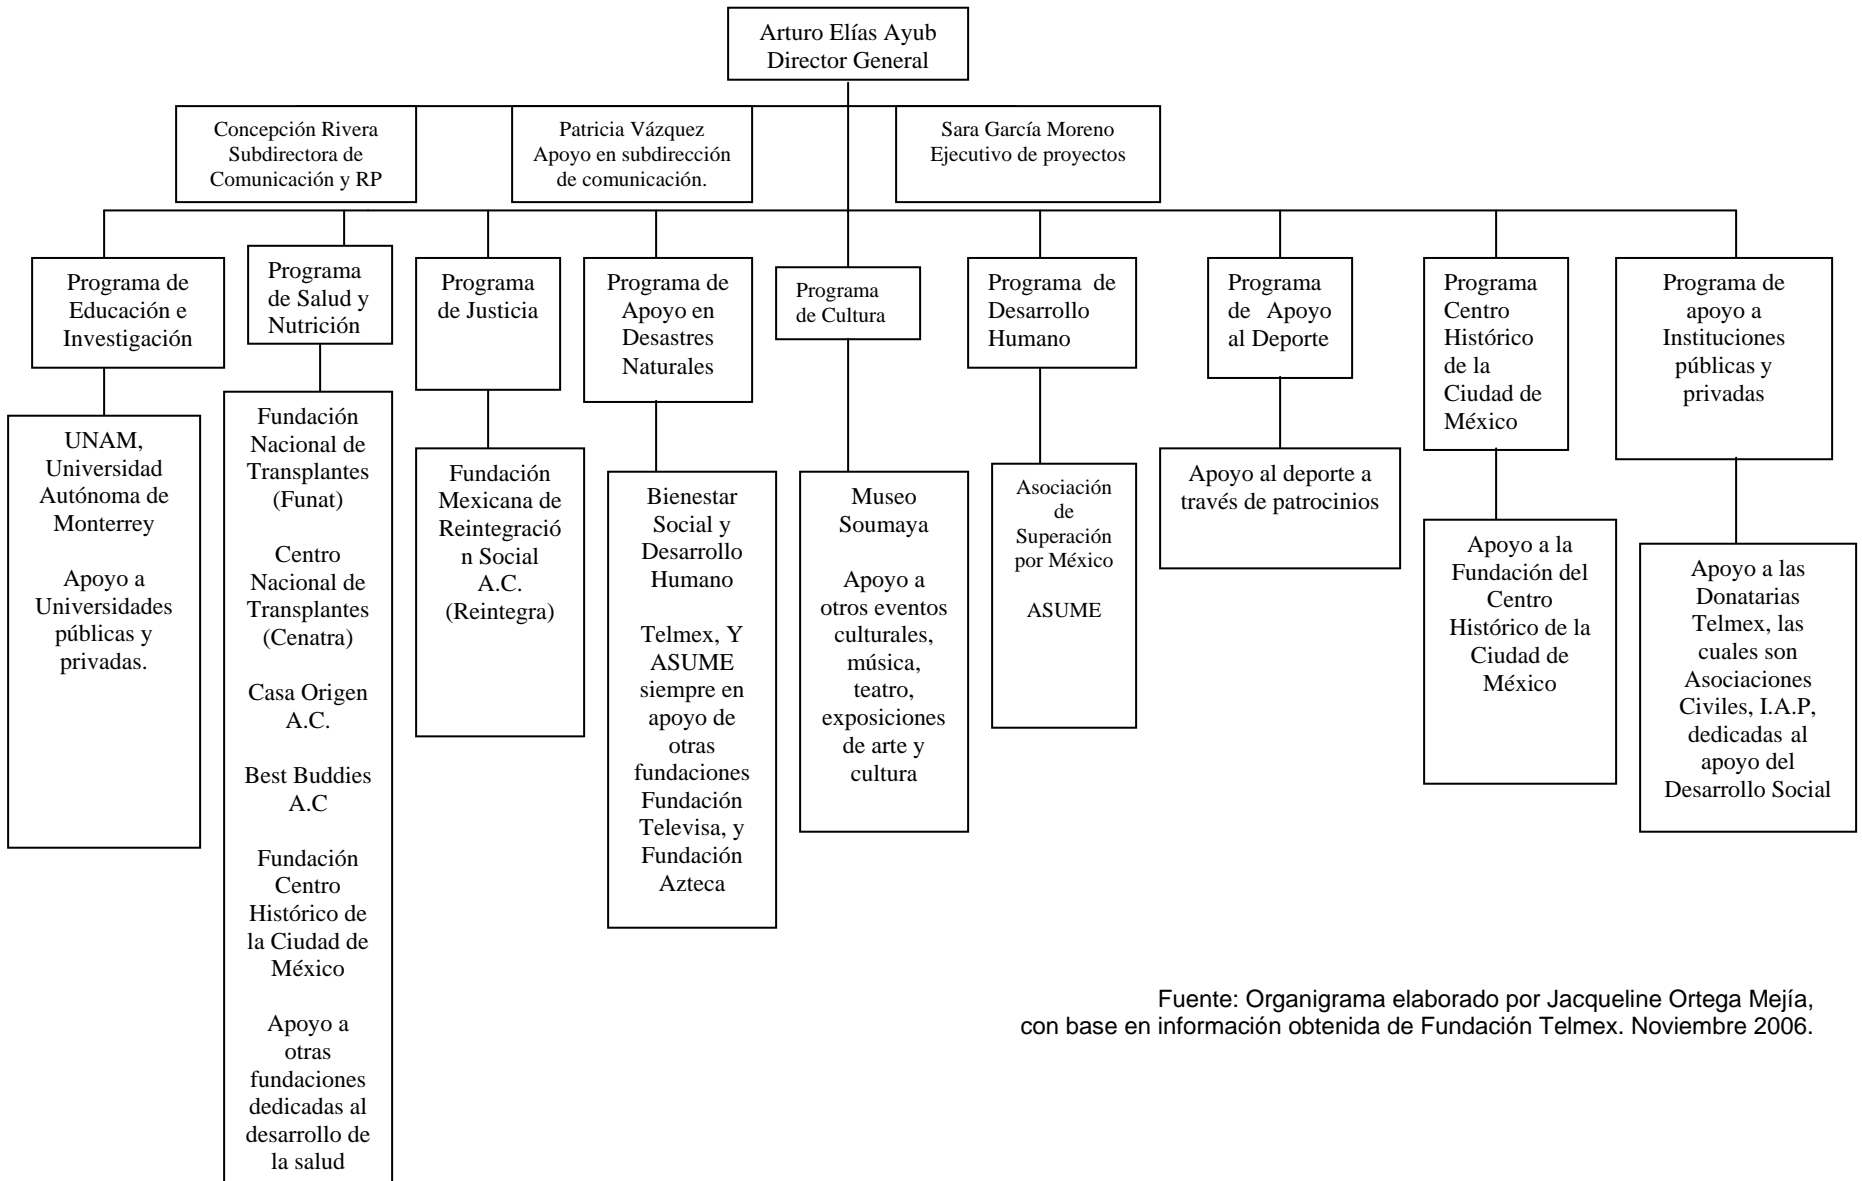 Arturo Elías Ayub
Director General
Concepción Rivera
Subdirectora de
Comunicación y RP
Patricia Vázquez
Apoyo en subdirección
de comunicación.
Sara García Moreno
Ejecutivo de proyectos
Programa de
Educación e
Investigación
Programa
de Salud y
Nutrición
Programa
de Justicia
Programa de
Apoyo en
Desastres
Naturales
Programa
de Cultura
Programa de
Desarrollo
Humano
Programa
de Apoyo
al Deporte
Programa
Centro
Histórico
de la
Ciudad de
México
Programa de
apoyo a
Instituciones
públicas y
privadas
UNAM,
Universidad
Autónoma de
Monterrey
Apoyo a
Universidades
públicas y
privadas.
Fundación
Nacional de
Transplantes
(Funat)
Centro
Nacional de
Transplantes
(Cenatra)
Casa Origen
A.C.
Best Buddies
A.C
Fundación
Centro
Histórico de
la Ciudad de
México
Apoyo a
otras
fundaciones
dedicadas al
desarrollo de
la salud
Fundación
Mexicana de
Reintegració
n Social
A.C.
(Reintegra)
Bienestar
Social y
Desarrollo
Humano
Telmex, Y
ASUME
siempre en
apoyo de
otras
fundaciones
Fundación
Televisa, y
Fundación
Azteca
Museo
Soumaya
Apoyo a
otros eventos
culturales,
música,
teatro,
exposiciones
de arte y
cultura
Asociación
de
Superación
por México
ASUME
Apoyo al deporte a
través de patrocinios
Apoyo a la
Fundación del
Centro
Histórico de la
Ciudad de
México
Apoyo a las
Donatarias
Telmex, las
cuales son
Asociaciones
Civiles, I.A.P,
dedicadas al
apoyo del
Desarrollo Social
Fuente: Organigrama elaborado por Jacqueline Ortega Mejía,
con base en información obtenida de Fundación Telmex. Noviembre 2006.